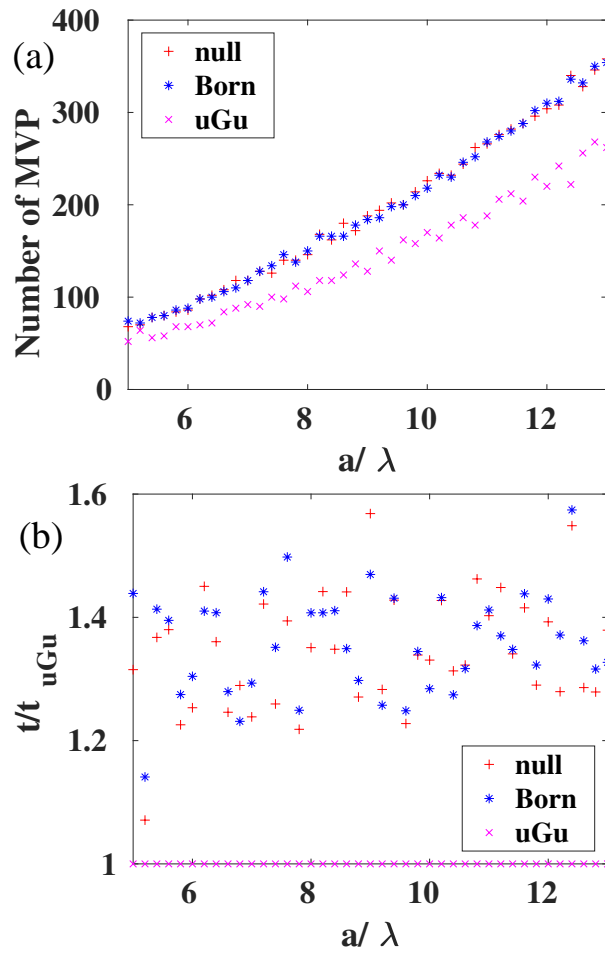 (a)
400
300
200
100
0
Number of MVP
null
Born
uGu
6
8
10
12
a/ λ
(b)
1.6
1.4
1.2
1
t/t uGu
null
Born
uGu
6
8
10
12
a/ λ